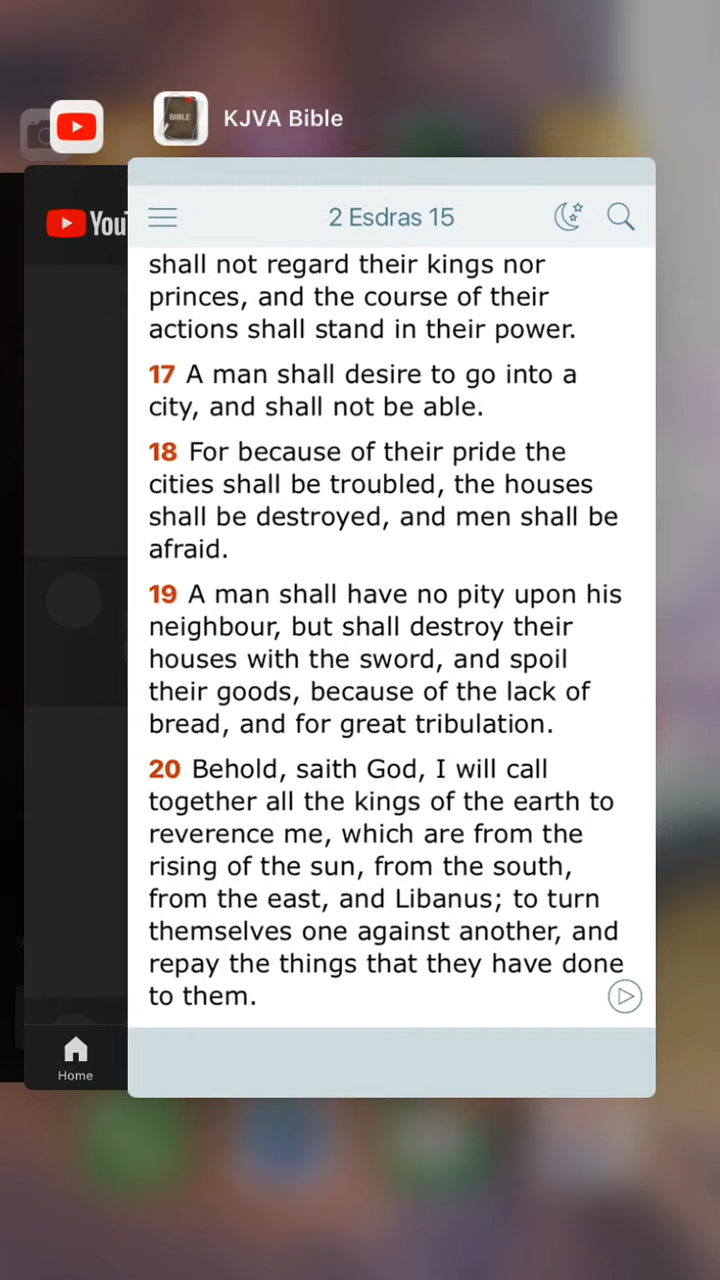 KJVA Bible
BIBLE
YouT
2 Esdras 15
shall not regard their kings nor
princes, and the course of their
actions shall stand in their power.
17 A man shall desire to go into a
city, and shall not be able.
18 For because of their pride the
cities shall be troubled, the houses
shall be destroyed, and men shall be
afraid.
19 A man shall have no pity upon his
neighbour, but shall destroy their
houses with the sword, and spoil
their goods, because of the lack of
bread, and for great tribulation.
20 Behold, saith God, I will call
together all the kings of the earth to
reverence me, which are from the
rising of the sun, from the south,
from the east, and Libanus; to turn
themselves one against another, and
repay the things that they have done
to them.
Home